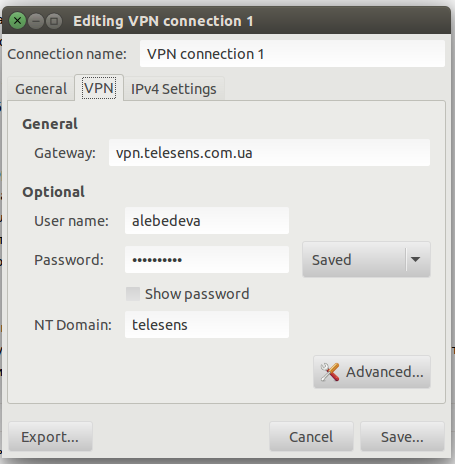 Editing VPN connection 1
Connection name: VPN connection 1
General VPN IPv4 Settings
General
Gateway: vpn.telesens.com.ua
Optional
User name: alebedeva
Password: •••••••••• Saved
Show password
NT Domain: telesens
Advanced...
Export... Cancel Save...